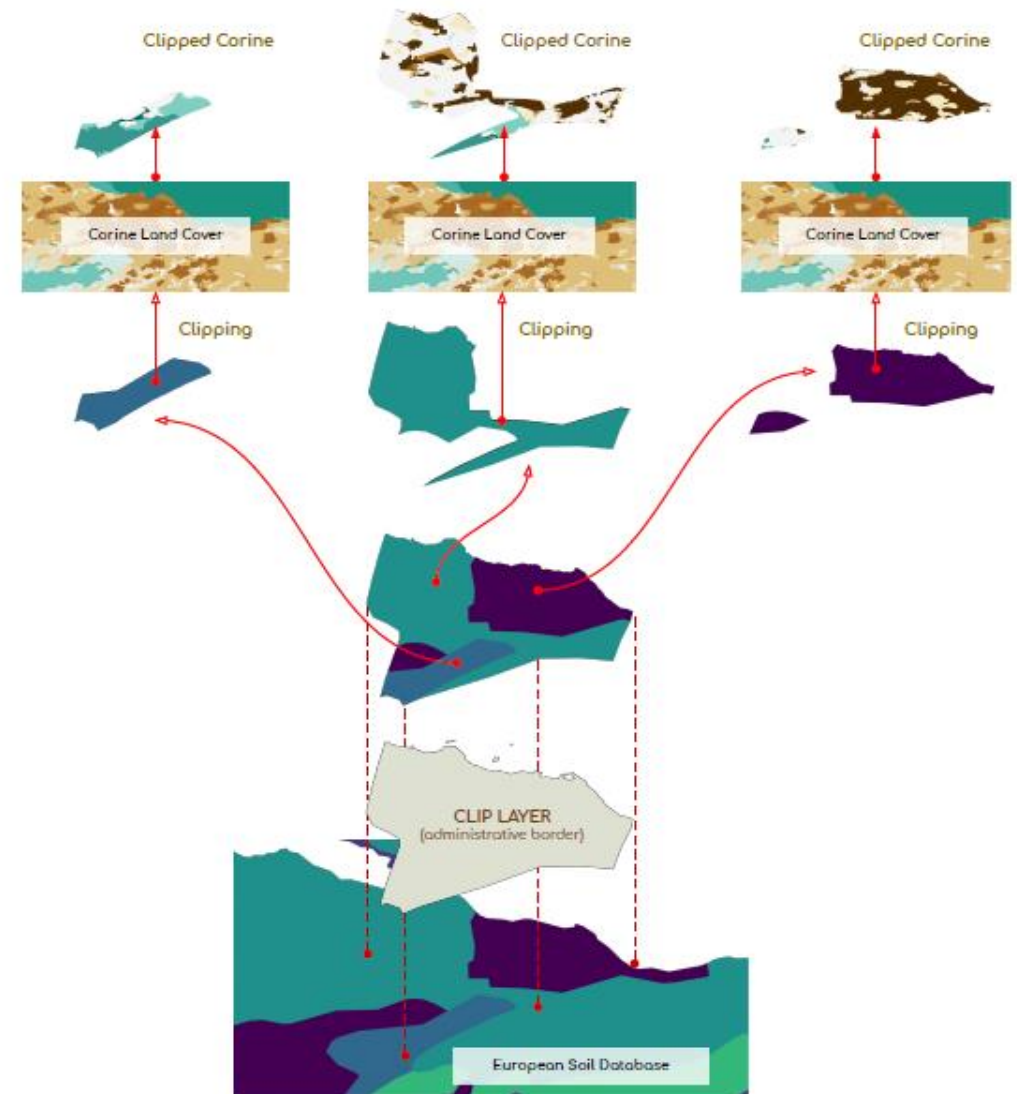 Clipped Corine
Clipped Corine
Clipped Corine
Corine Land Cover
Corine Land Cover
Corine Land Cover
Clipping
Clipping
Clipping
CLIP LAYER
(administrative border)
European Soil Database